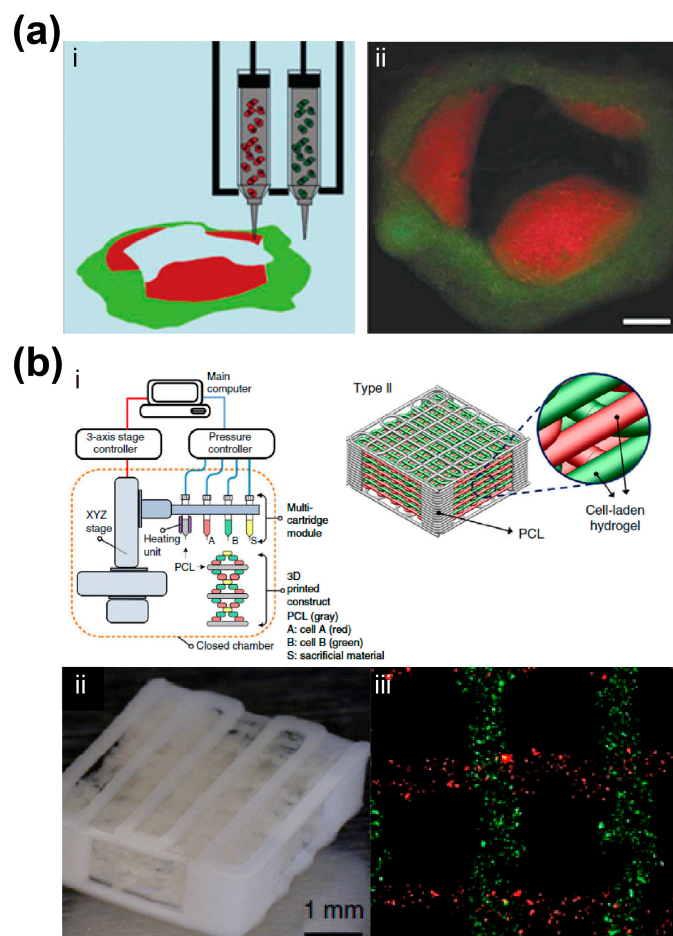 (a)
i
ii
(b)
i
Main
computer
3-axis stage
controller
Pressure
controller
XYZ
stage
Heating
unit
A
B
S
PCL
Multi-
cartridge
module
3D
printed
construct
PCL (gray)
A: cell A (red)
B: cell B (green)
S: sacrificial material
Closed chamber
Type II
PCL
Cell-laden
hydrogel
ii
1 mm
iii